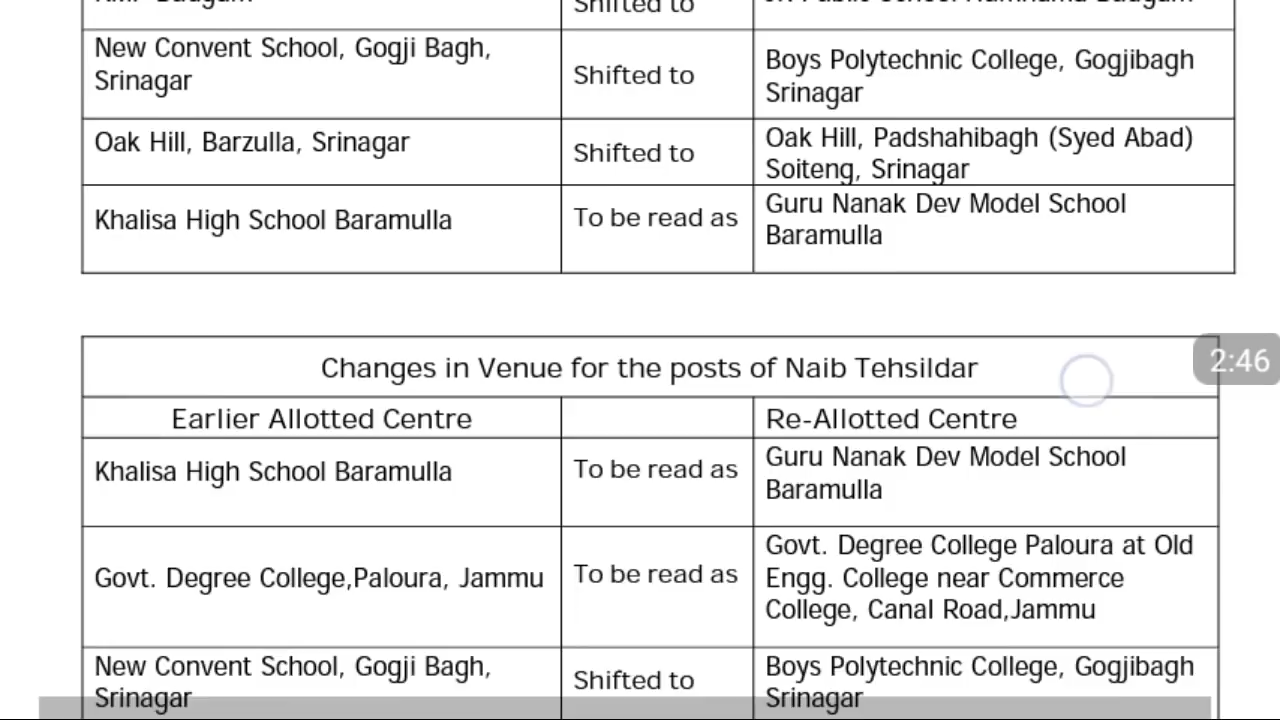 Shifted to
New Convent School, Gogji Bagh,
Srinagar
Shifted to
Boys Polytechnic College, Gogjibagh
Srinagar
Oak Hill, Barzulla, Srinagar
Shifted to
Oak Hill, Padshahibagh (Syed Abad)
Soiteng, Srinagar
Khalisa High School Baramulla
To be read as
Guru Nanak Dev Model School
Baramulla
Changes in Venue for the posts of Naib Tehsildar
2:46
Earlier Allotted Centre
Re-Allotted Centre
Khalisa High School Baramulla
To be read as
Guru Nanak Dev Model School
Baramulla
Govt. Degree College,Paloura, Jammu
To be read as
Govt. Degree College Paloura at Old
Engg. College near Commerce
College, Canal Road,Jammu
New Convent School, Gogji Bagh,
Srinagar
Shifted to
Boys Polytechnic College, Gogjibagh
Srinagar